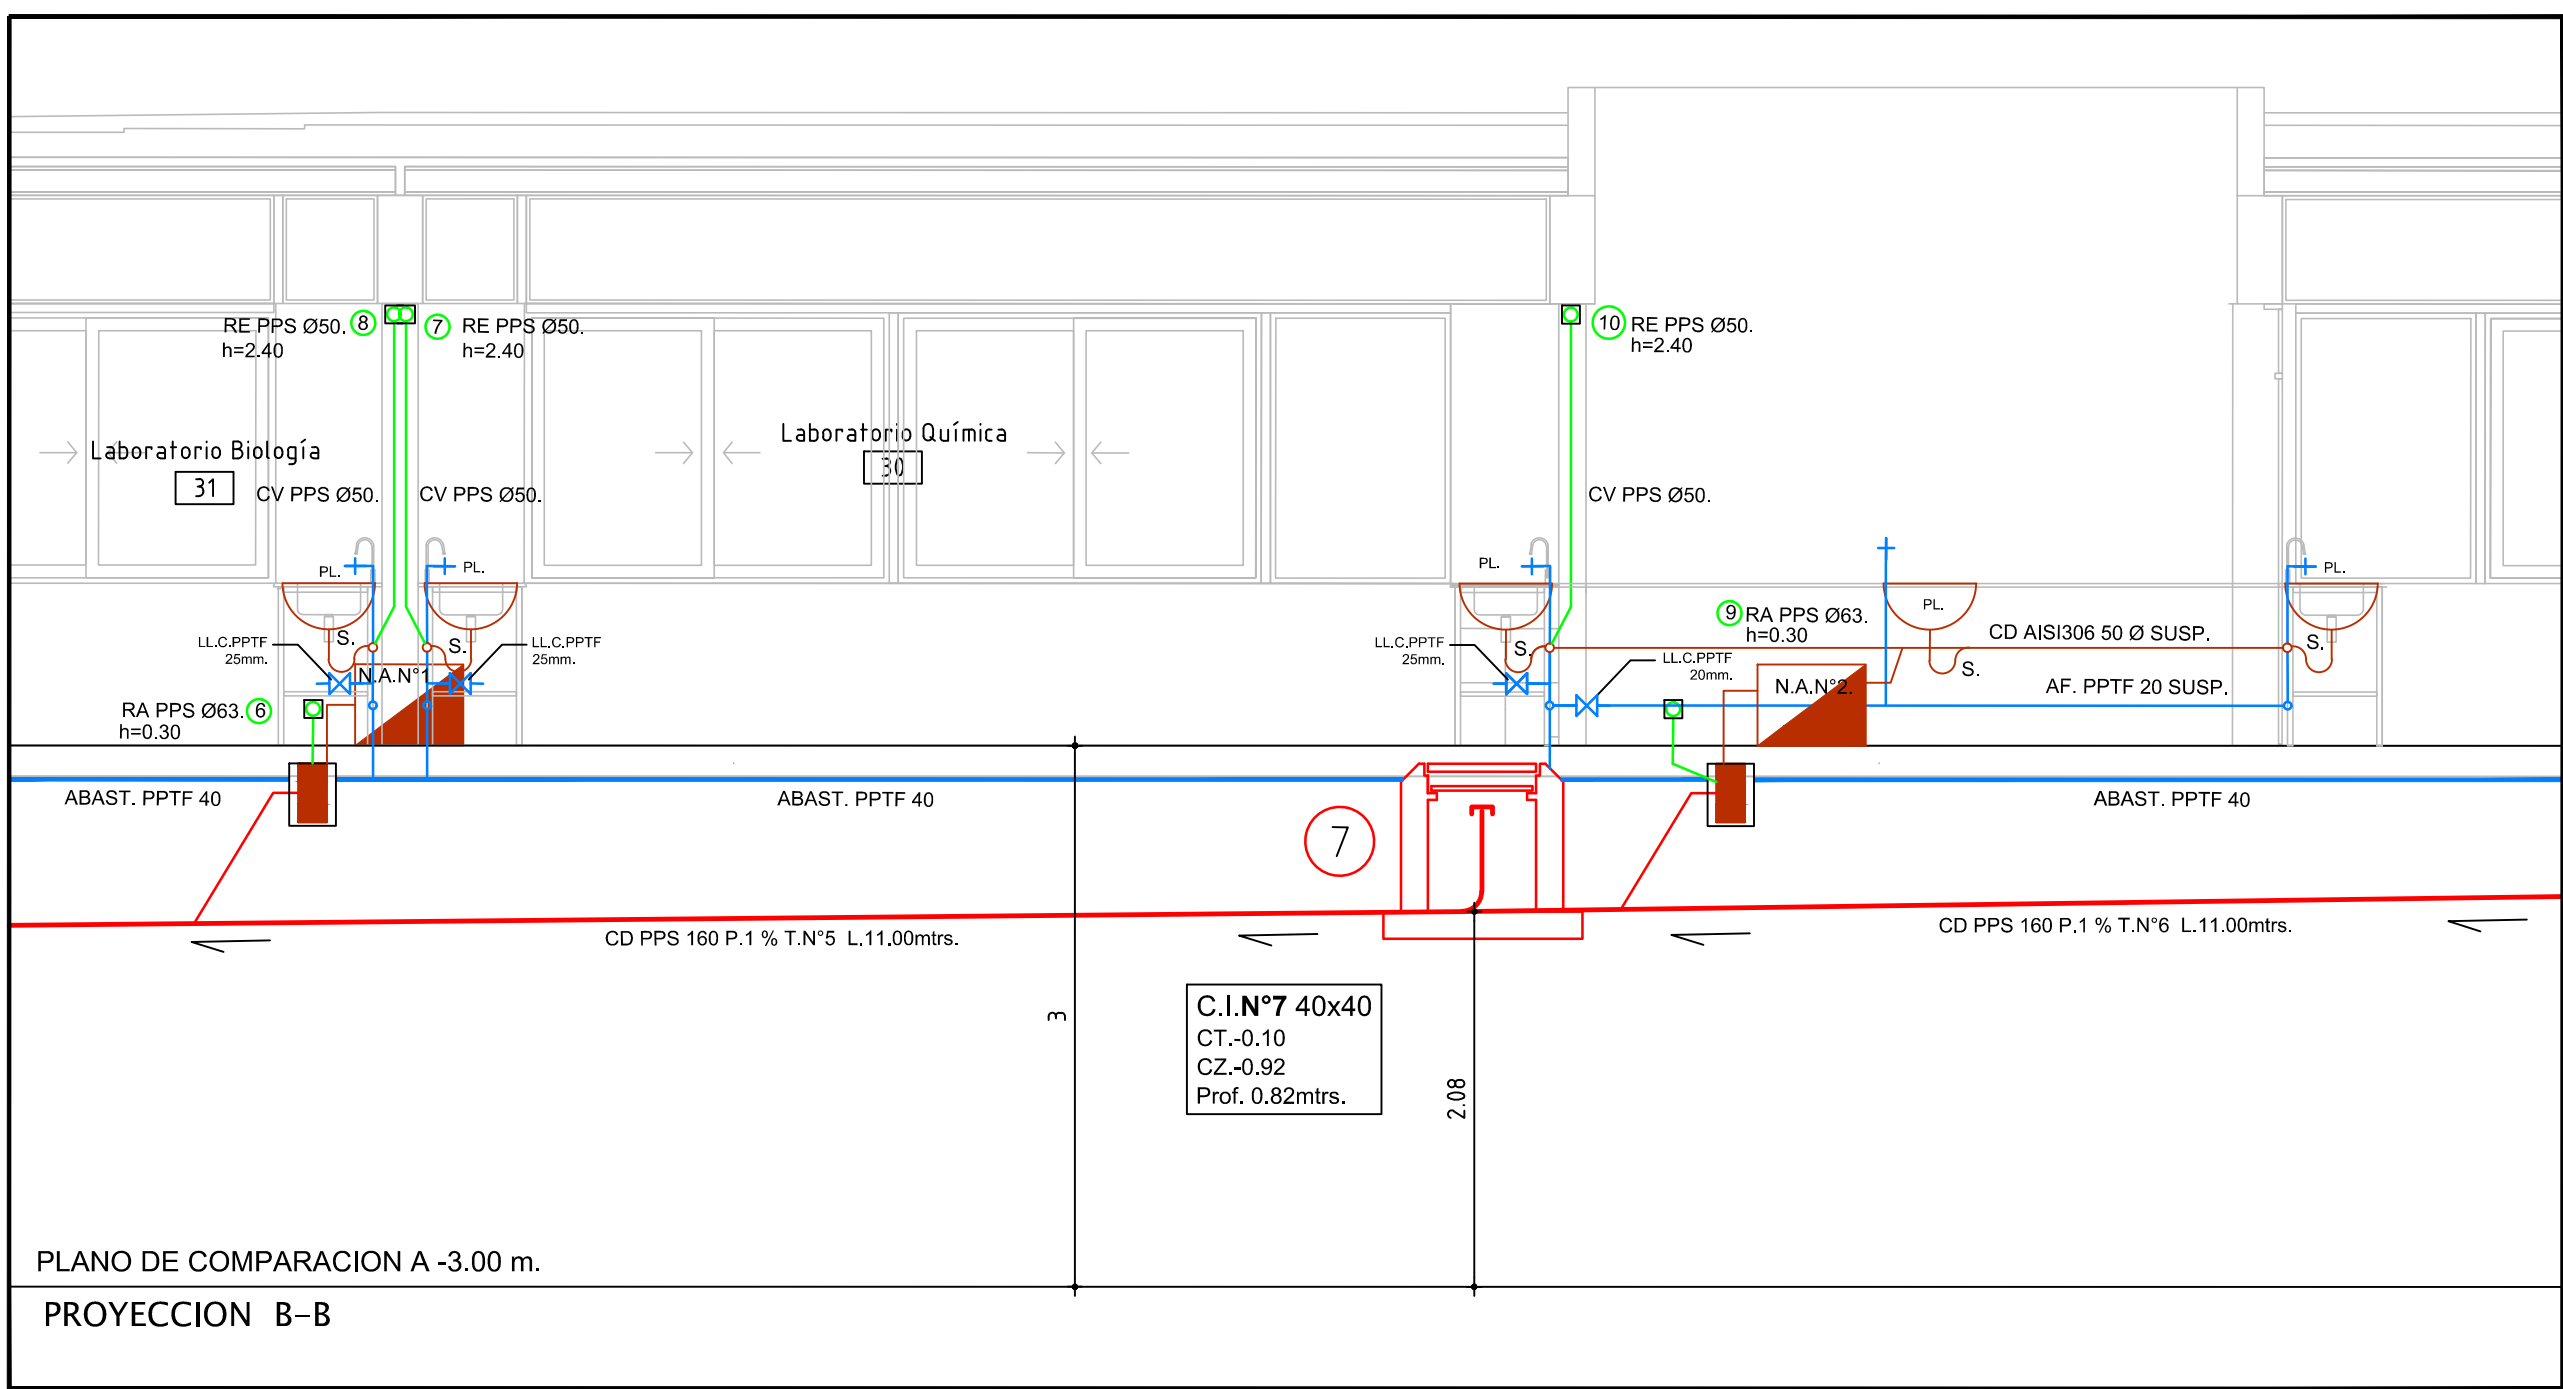 RE PPS Ø50.
h=2.40
8
7
RE PPS Ø50.
h=2.40
10
RE PPS Ø50.
h=2.40
Laboratorio Biología
31
Laboratorio Química
30
CV PPS Ø50.
CV PPS Ø50.
CV PPS Ø50.
PL.
PL.
PL.
PL.
PL.
LL.C.PPTF
25mm.
S.
S.
LL.C.PPTF
25mm.
N.A.N°1
RA PPS Ø63.
h=0.30
6
LL.C.PPTF
25mm.
S.
LL.C.PPTF
20mm.
9
RA PPS Ø63.
h=0.30
CD AISI306 50 Ø SUSP.
S.
S.
N.A.N°2.
AF. PPTF 20 SUSP.
ABAST. PPTF 40
ABAST. PPTF 40
ABAST. PPTF 40
7
CD PPS 160 P.1 % T.N°5 L.11.00mtrs.
CD PPS 160 P.1 % T.N°6 L.11.00mtrs.
3
C.I.N°7 40x40
CT.-0.10
CZ.-0.92
Prof. 0.82mtrs.
2.08
PLANO DE COMPARACION A -3.00 m.
PROYECCION B-B